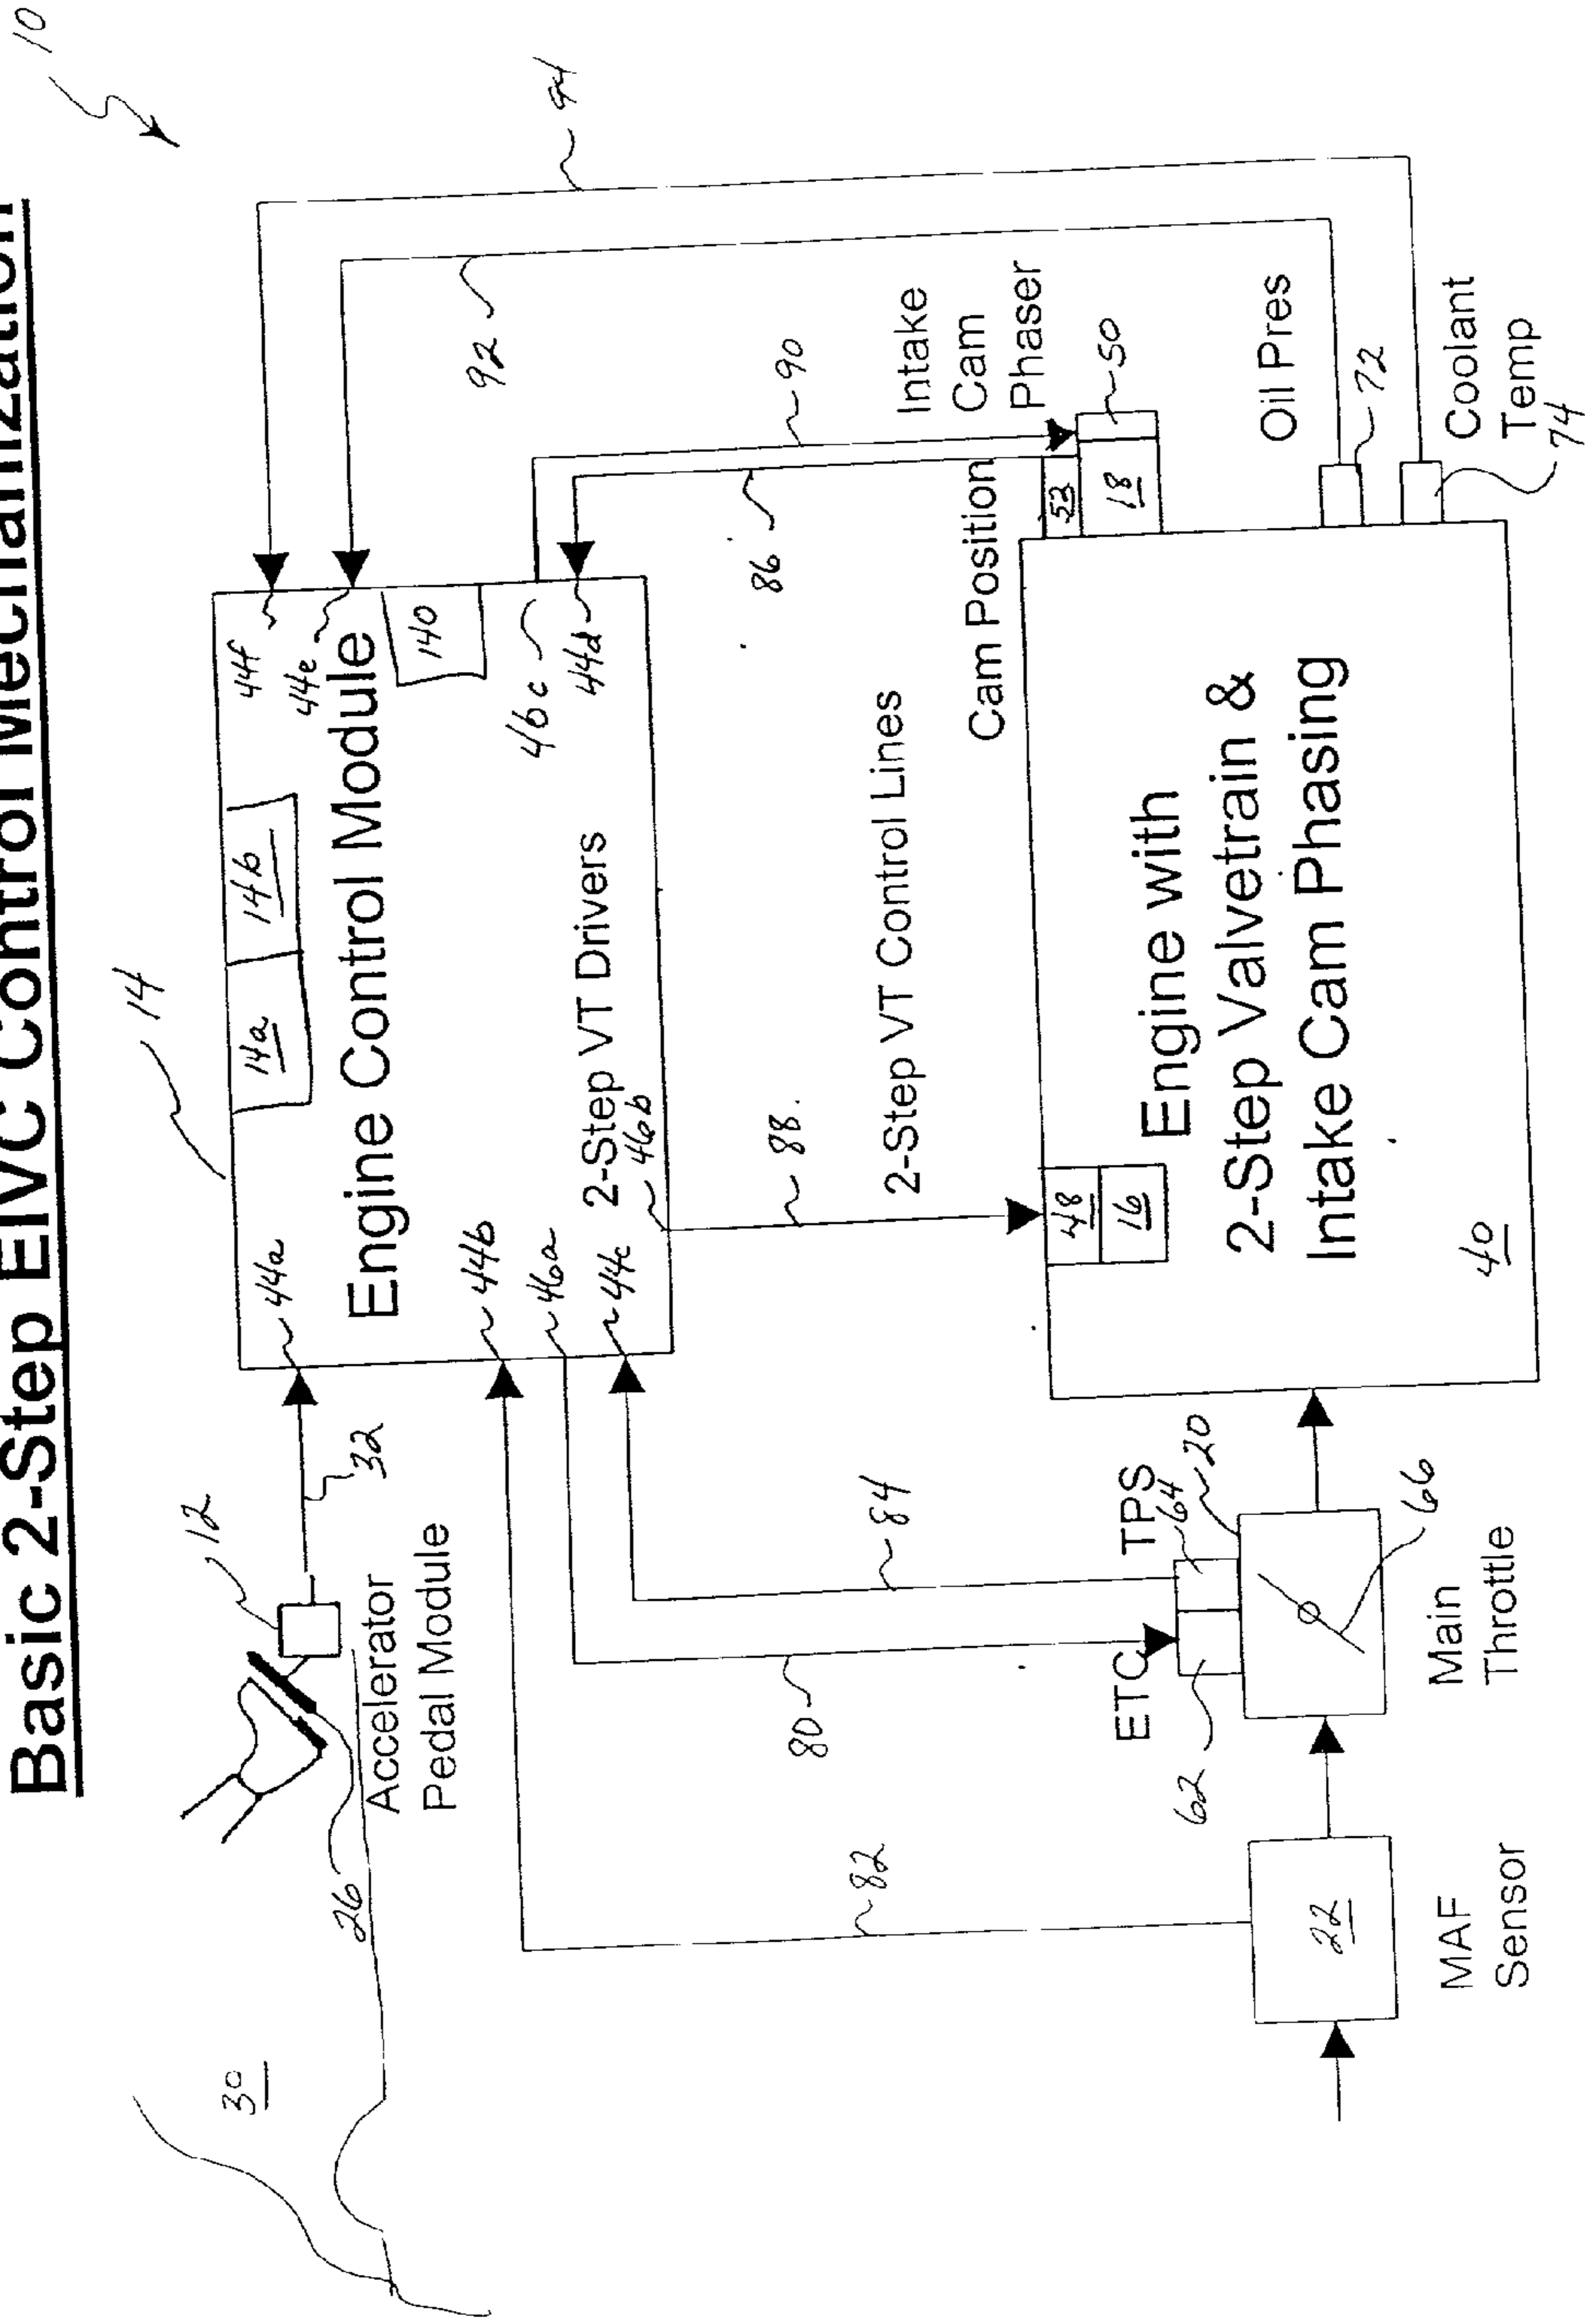 Basic 2-Step EIVC Control Mechanization
10
14
14a
14b
44f
44e
Engine Control Module
140
44a
44b
46a
44c
46c
44d
2-Step VT Drivers
46b
12
32
Accelerator
Pedal Module
26
30
94
92
90
86
88
2-Step VT Control Lines
Cam Position
Intake
Cam
Phaser
50
52
18
48
16
Engine with
2-Step Valvetrain &
Intake Cam Phasing
40
Oil Pres
72
Coolant
Temp
74
82
80
84
ETC
TPS
62
64
20
66
Main
Throttle
22
MAF
Sensor